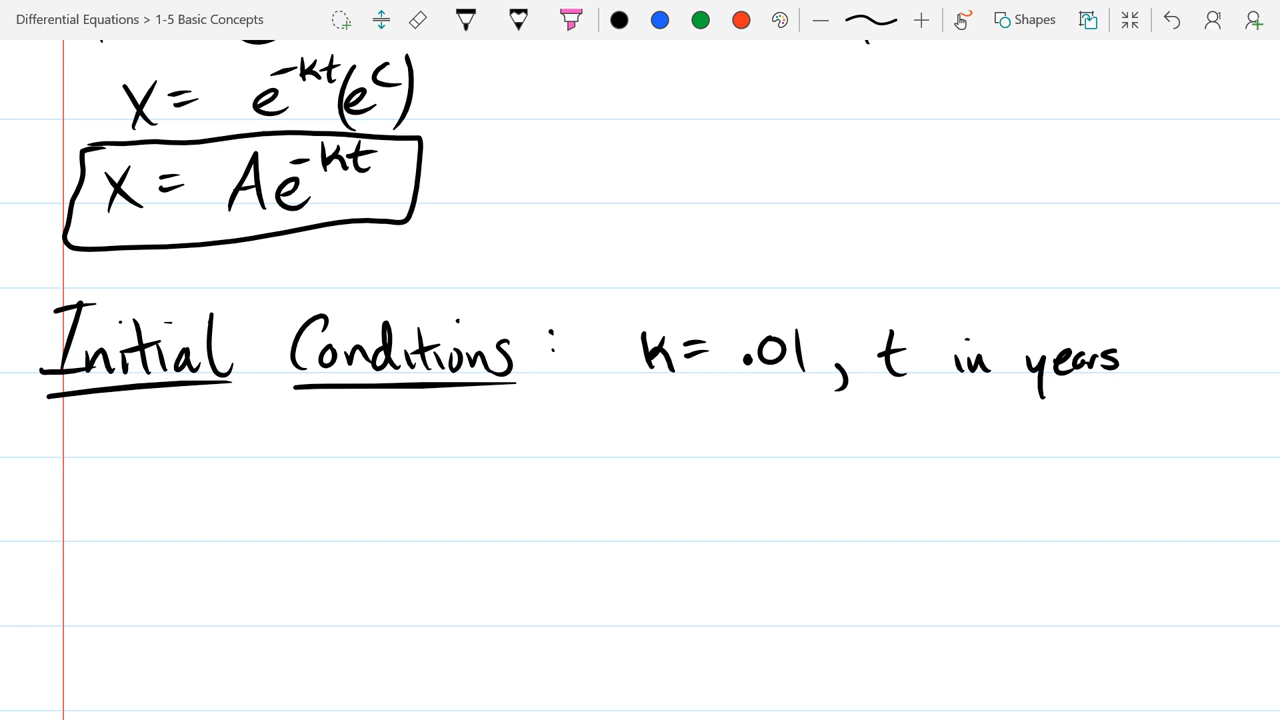 Differential Equations > 1-5 Basic Concepts
Shapes
x = e^{-kt}(e^{c})
x = Ae^{-kt}
Initial Conditions: k = .01, t in years